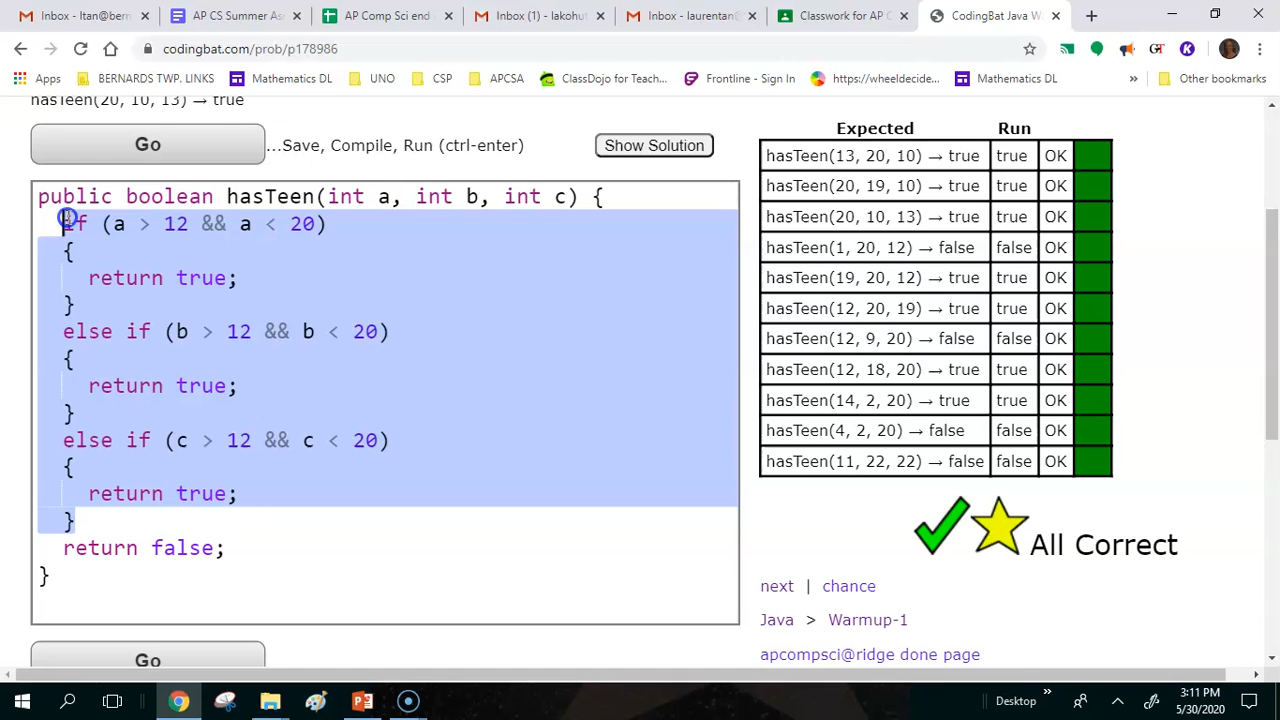 Inbox - m@bern
AP CS Summer As
AP Comp Sci end
Inbox (1) - lakohut
Inbox - laurentan@
Classwork for AP C
CodingBat Java W
codingbat.com/prob/p178986
Apps
BERNARDS TWP. LINKS
Mathematics DL
UNO
CSP
APCSA
ClassDojo for Teach...
Frontline - Sign In
https://wheeldecide...
Mathematics DL
»
Other bookmarks
hasTeen(20, 10, 13) → true
Go
...Save, Compile, Run (ctrl-enter)
Show Solution
public boolean hasTeen(int a, int b, int c) {
if (a > 12 && a < 20)
{
return true;
}
else if (b > 12 && b < 20)
{
return true;
}
else if (c > 12 && c < 20)
{
return true;
}
return false;
}
Go
Expected Run
hasTeen(13, 20, 10) → true true OK
hasTeen(20, 19, 10) → true true OK
hasTeen(20, 10, 13) → true true OK
hasTeen(1, 20, 12) → false false OK
hasTeen(19, 20, 12) → true true OK
hasTeen(12, 20, 19) → true true OK
hasTeen(12, 9, 20) → false false OK
hasTeen(12, 18, 20) → true true OK
hasTeen(14, 2, 20) → true true OK
hasTeen(4, 2, 20) → false false OK
hasTeen(11, 22, 22) → false false OK
All Correct
next | chance
Java > Warmup-1
apcompsci@ridge done page
Desktop
»
3:11 PM
5/30/2020